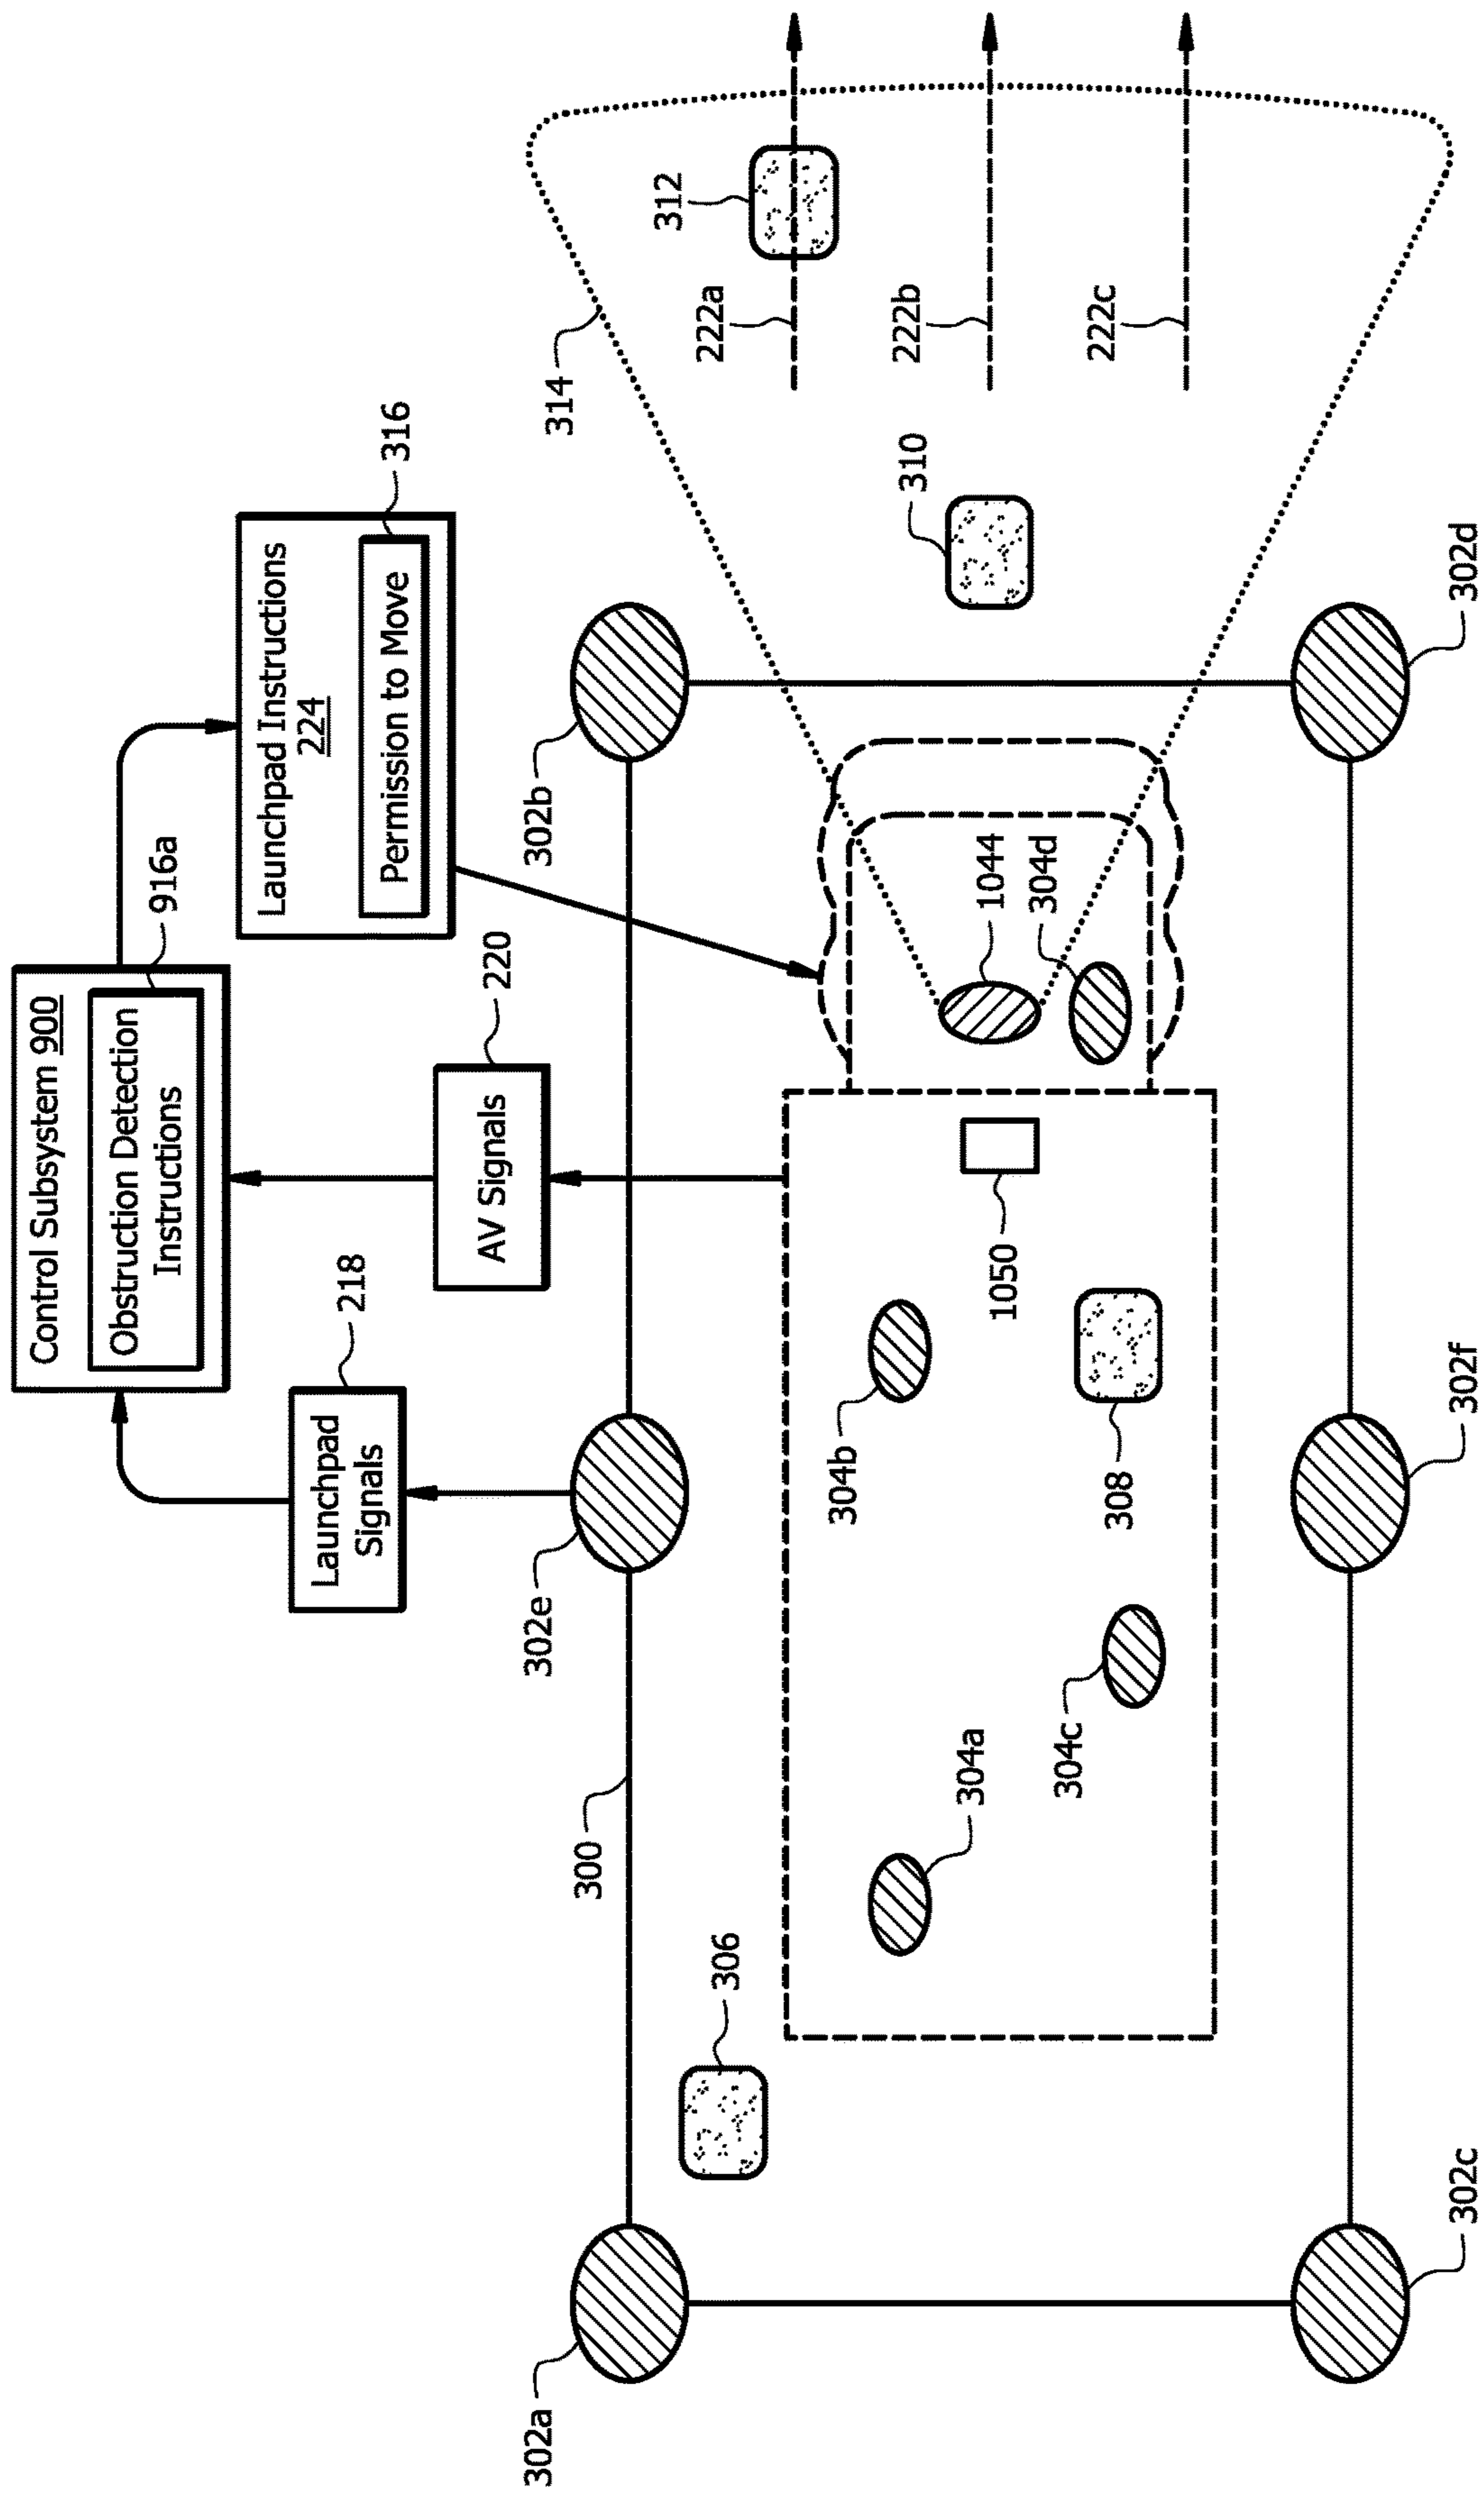 Control Subsystem 900
Obstruction Detection
Instructions
916a
Launchpad
Signals
218
AV Signals
220
Launchpad Instructions
224
Permission to Move
316
302a
302e
302b
300
314
306
312
222a
222b
222c
310
304a
304b
304c
308
1050
1044
304d
302c
302f
302d